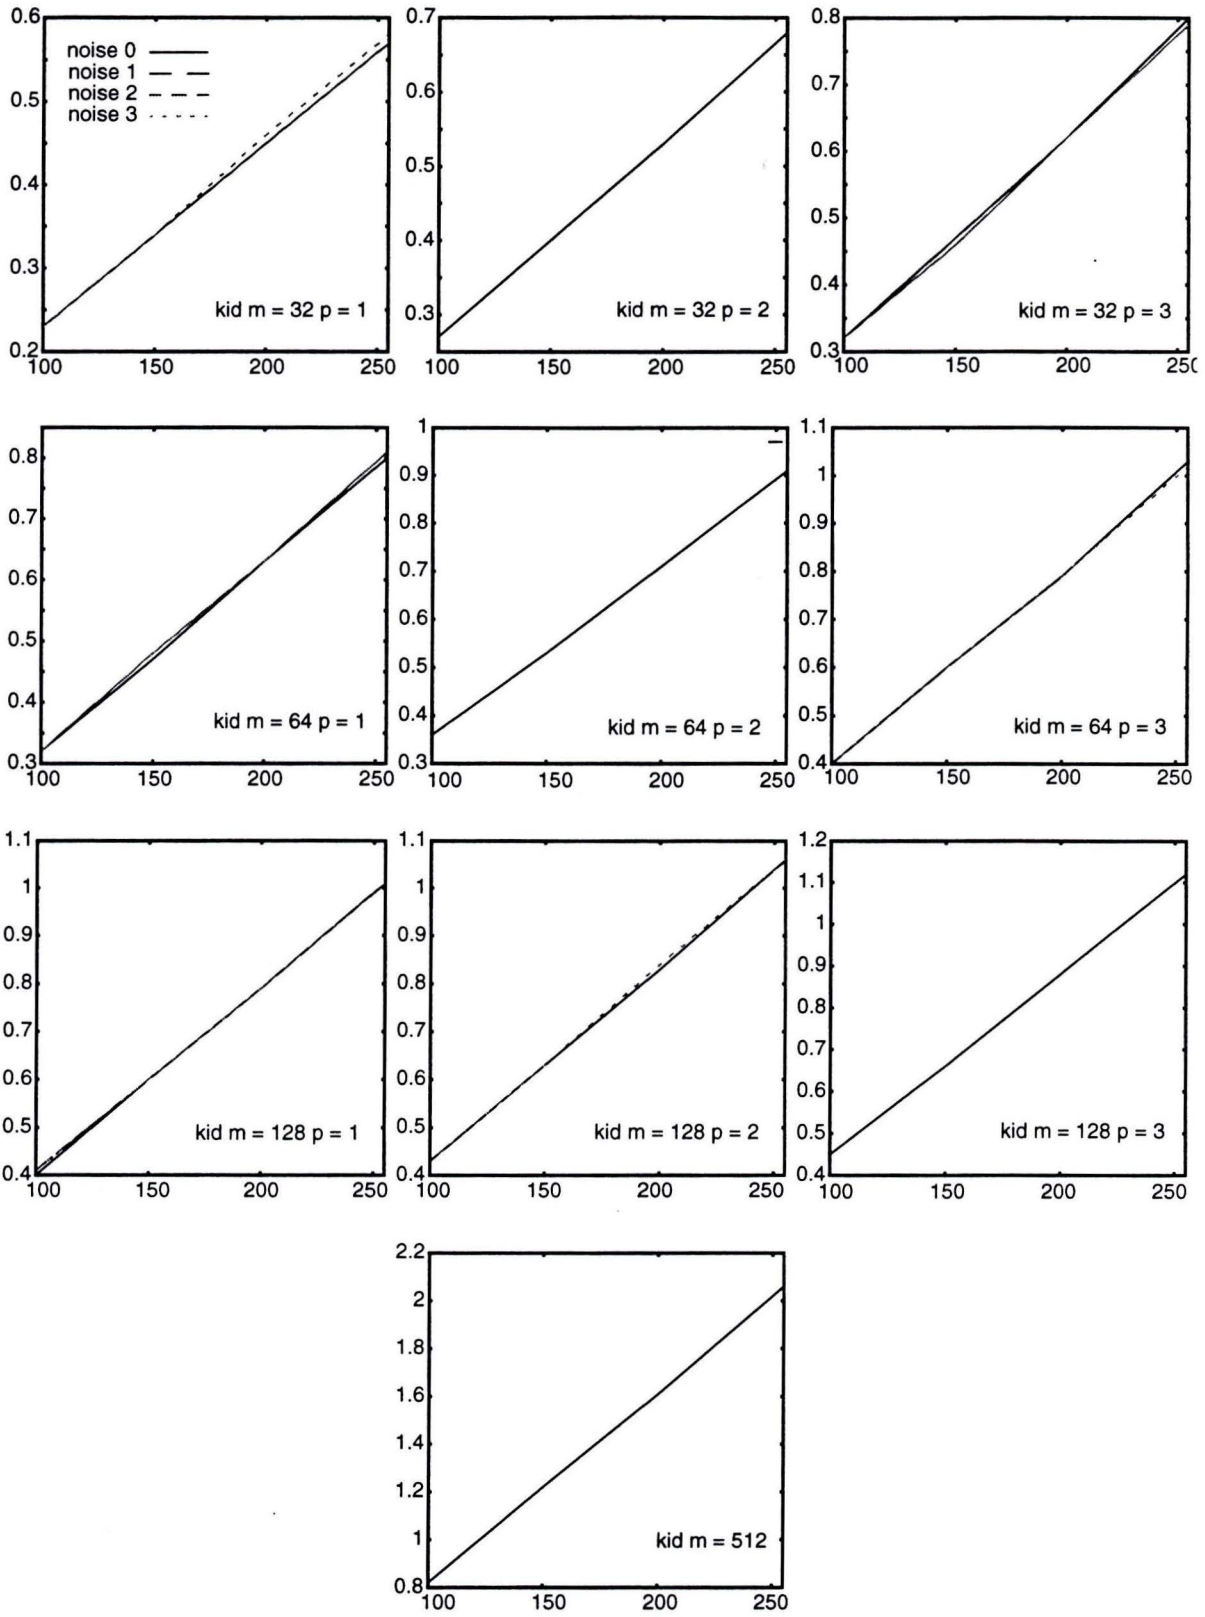 0.6
noise 0
noise 1
noise 2
noise 3
0.5
0.4
0.3
0.2
kid m = 32 p = 1
100 150 200 250
0.7
0.6
0.5
0.4
0.3
kid m = 32 p = 2
100 150 200 250
0.8
0.7
0.6
0.5
0.4
0.3
kid m = 32 p = 3
100 150 200 250
0.8
0.7
0.6
0.5
0.4
0.3
kid m = 64 p = 1
100 150 200 250
1
0.9
0.8
0.7
0.6
0.5
0.4
0.3
kid m = 64 p = 2
100 150 200 250
1.1
1
0.9
0.8
0.7
0.6
0.5
0.4
kid m = 64 p = 3
100 150 200 250
1.1
1
0.9
0.8
0.7
0.6
0.5
0.4
kid m = 128 p = 1
100 150 200 250
1.1
1
0.9
0.8
0.7
0.6
0.5
0.4
kid m = 128 p = 2
100 150 200 250
1.2
1.1
1
0.9
0.8
0.7
0.6
0.5
0.4
kid m = 128 p = 3
100 150 200 250
2.2
2
1.8
1.6
1.4
1.2
1
0.8
kid m = 512
100 150 200 250